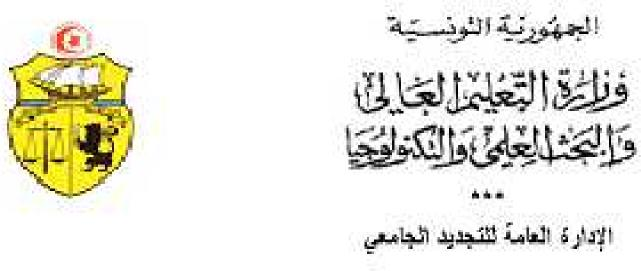 الجمهورية التونسية
وزارة التعليم العالي
والبحث العلمي والتكنولوجيا
***
الإدارة العامة للتجديد الجامعي